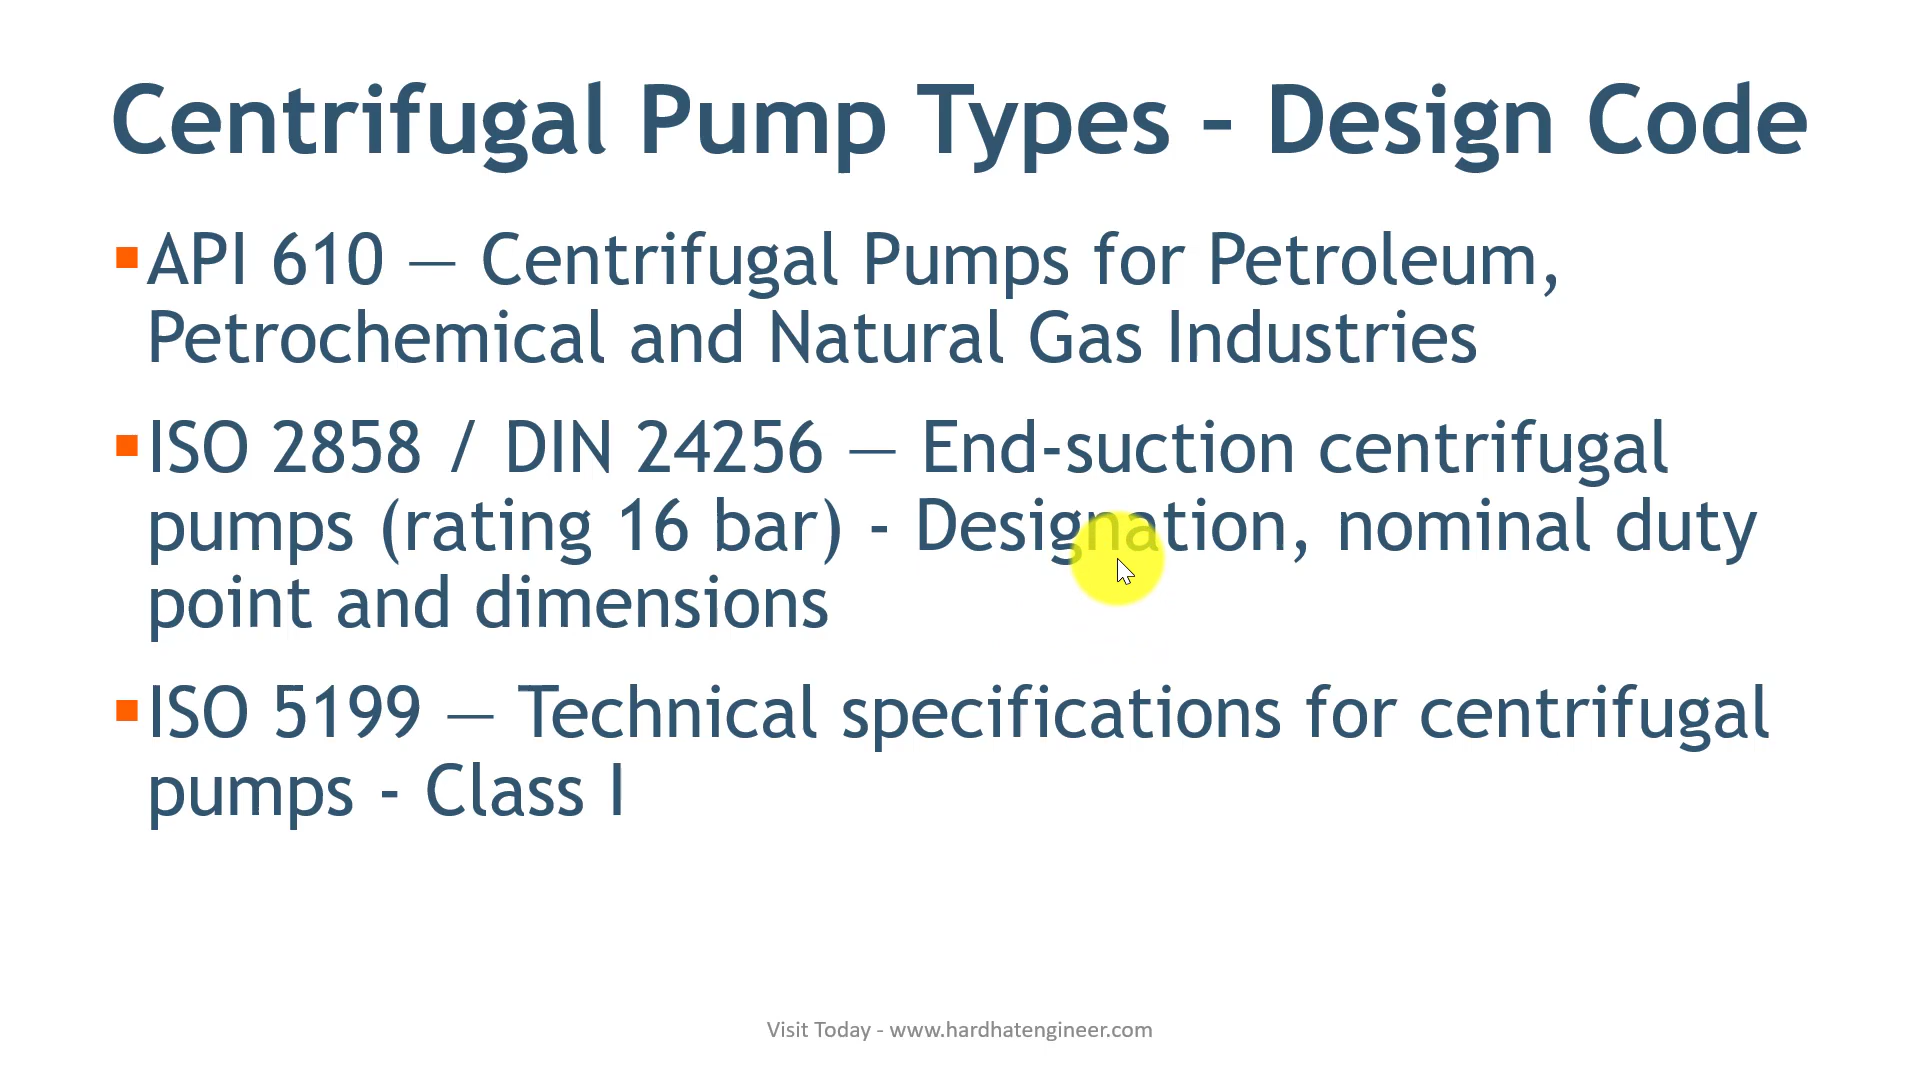 Centrifugal Pump Types - Design Code
▪API 610 — Centrifugal Pumps for Petroleum,
Petrochemical and Natural Gas Industries
▪ISO 2858 / DIN 24256 — End-suction centrifugal
pumps (rating 16 bar) - Designation, nominal duty
point and dimensions
▪ISO 5199 — Technical specifications for centrifugal
pumps - Class I
Visit Today - www.hardhatengineer.com